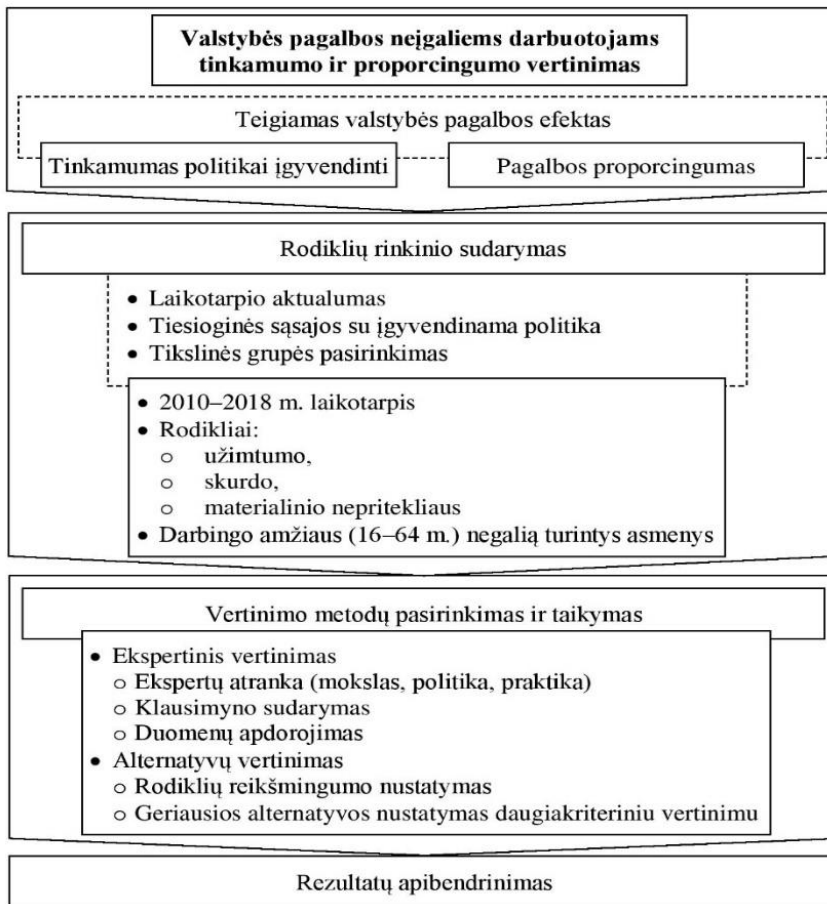 Valstybės pagalbos neįgaliems darbuotojams
tinkamumo ir proporcingumo vertinimas
Teigiamas valstybės pagalbos efektas
Tinkamumas politikai įgyvendinti
Pagalbos proporcingumas
Rodiklių rinkinio sudarymas
• Laikotarpio aktualumas
• Tiesioginės sąsajos su įgyvendinama politika
• Tikslinės grupės pasirinkimas
• 2010–2018 m. laikotarpis
• Rodikliai:
o užimtumo,
o skurdo,
o materialinio nepritekliaus
• Darbingo amžiaus (16–64 m.) negalią turintys asmenys
Vertinimo metodų pasirinkimas ir taikymas
• Ekspertinis vertinimas
o Ekspertų atranka (mokslas, politika, praktika)
o Klausimyno sudarymas
o Duomenų apdorojimas
• Alternatyvų vertinimas
o Rodiklių reikšmingumo nustatymas
o Geriausios alternatyvos nustatymas daugiakriteriniu vertinimu
Rezultatų apibendrinimas